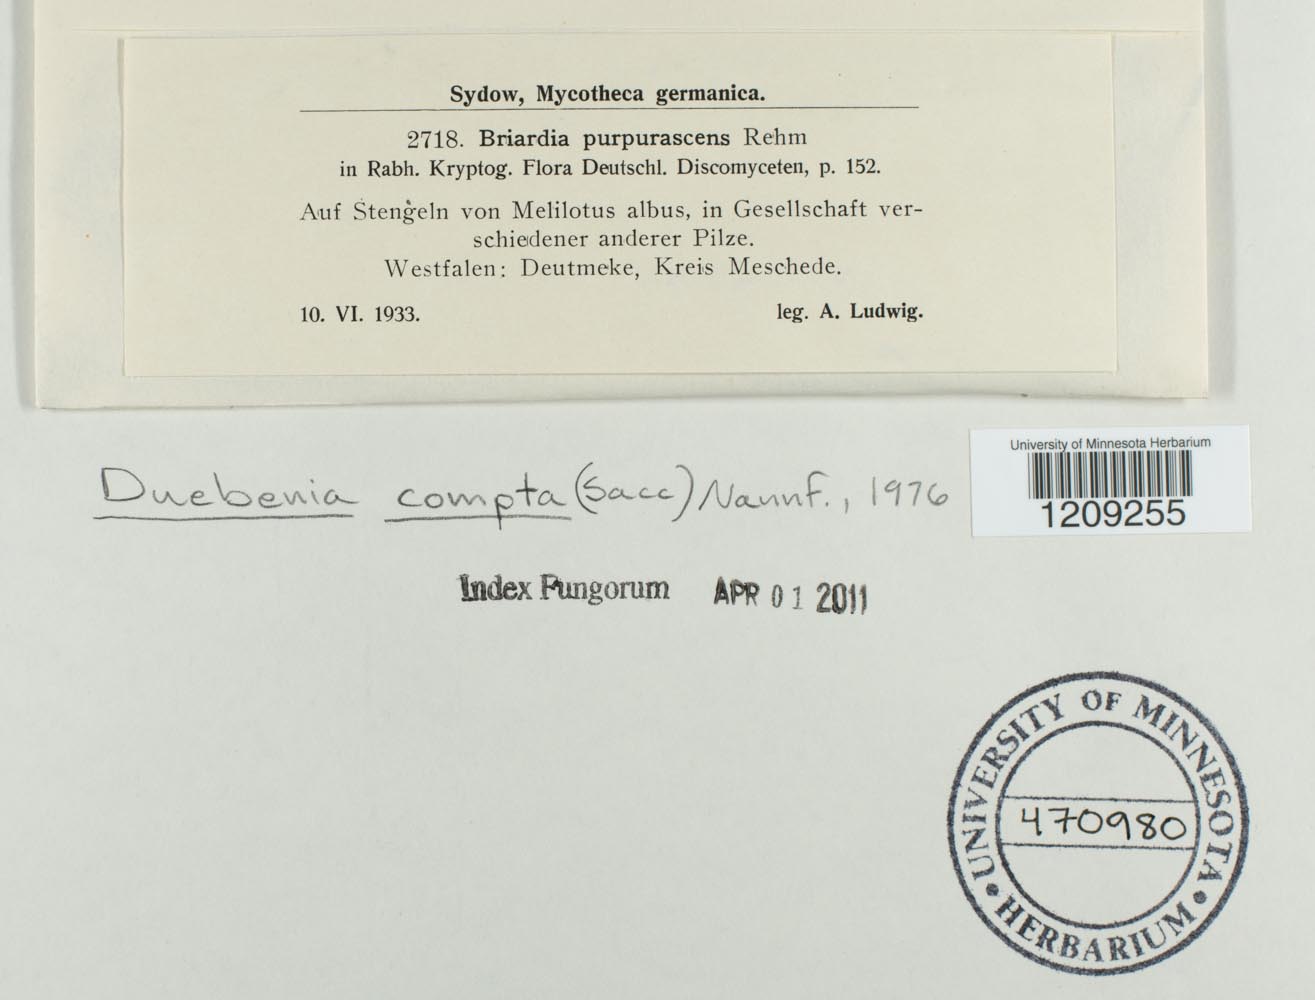 Sydow, Mycotheca germanica.
2718. Briardia purpurascens Rehm
in Rabh. Kryptog. Flora Deutschl. Discomyceten, p. 152.
Auf Stengeln von Melilotus albus, in Gesellschaft ver-
schiedener anderer Pilze.
Westfalen: Deutmeke, Kreis Meschede.
10. VI. 1933. leg. A. Ludwig.
University of Minnesota Herbarium
1209255
Duebenia compta (Sacc) Nannf., 1976
Index Fungorum APR 01 2011
UNIVERSITY OF MINNESOTA
470980
HERBARIUM